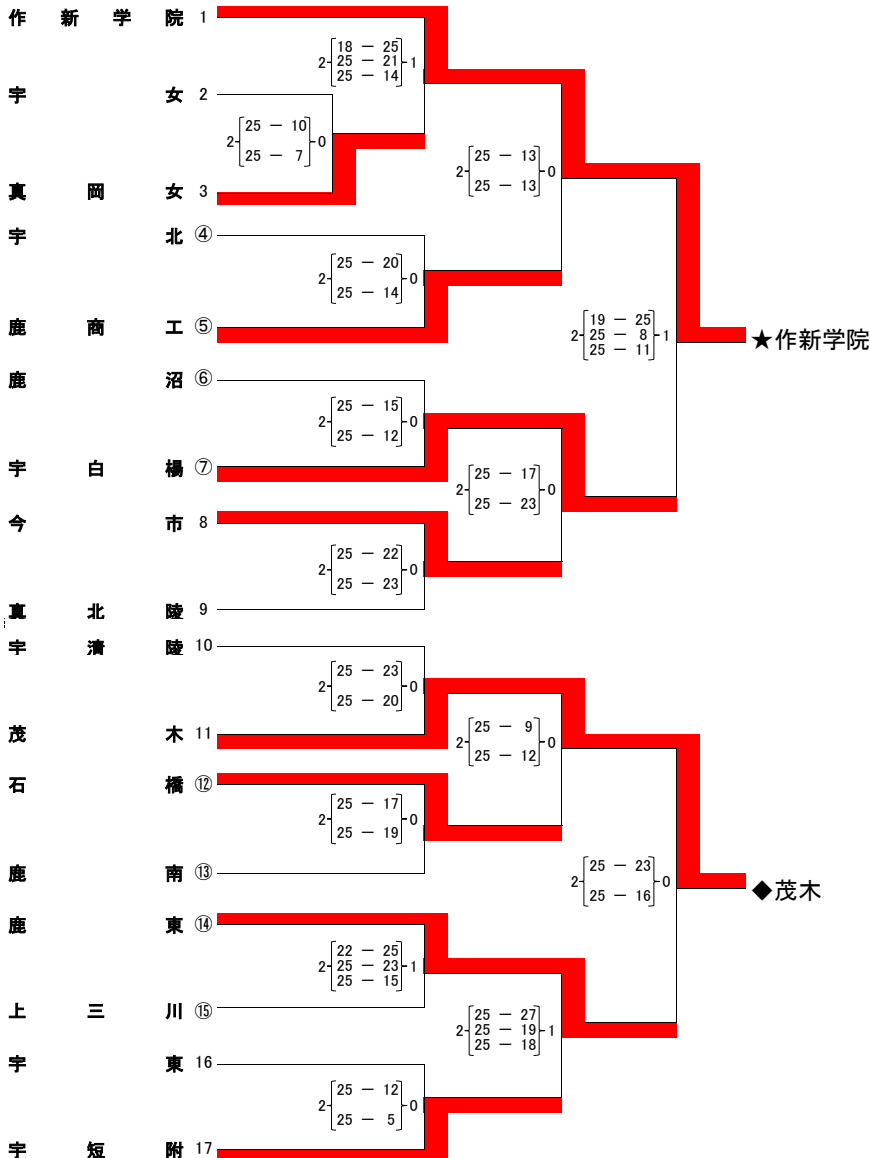 作新学院 1
18 － 25
2 25 － 21 1
25 － 14
宇女 2
25 － 10
2 0
25 － 7
真岡女 3
25 － 13
2 0
25 － 13
宇北 ④
25 － 20
2 0
25 － 14
鹿商工 ⑤
19 － 25
2 25 － 8 1
25 － 11
★作新学院
鹿沼 ⑥
25 － 15
2 0
25 － 12
宇白楊 ⑦
25 － 17
2 0
25 － 23
今市 8
25 － 22
2 0
25 － 23
真北陵 9
宇清陵 10
25 － 23
2 0
25 － 20
茂木 11
25 － 9
2 0
25 － 12
石橋 ⑫
25 － 17
2 0
25 － 19
鹿南 ⑬
25 － 23
2 0
25 － 16
◆茂木
鹿東 ⑭
22 － 25
2 25 － 23 1
25 － 15
上三川 ⑮
25 － 27
2 25 － 19 1
25 － 18
宇東 16
25 － 12
2 0
25 － 5
宇短附 17